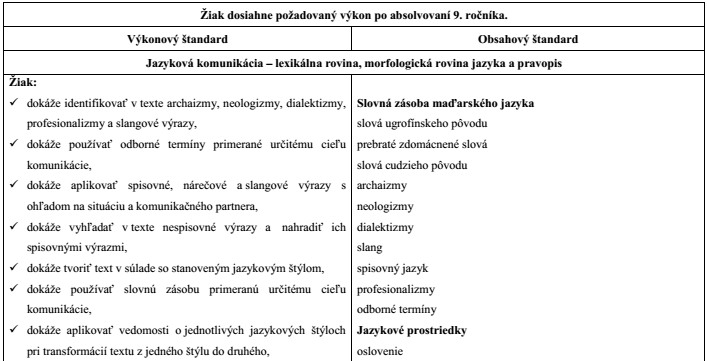 Žiak dosiahne požadovaný výkon po absolvovaní 9. ročníka.
Výkonový štandard
Obsahový štandard
Jazyková komunikácia – lexikálna rovina, morfologická rovina jazyka a pravopis
Žiak:
✓ dokáže identifikovať v texte archaizmy, neologizmy, dialektizmy,
profesionalizmy a slangové výrazy,
✓ dokáže používať odborné termíny primerané určitému cieľu
komunikácie,
✓ dokáže aplikovať spisovné, nárečové a slangové výrazy s
ohľadom na situáciu a komunikačného partnera,
✓ dokáže vyhľadať v texte nespisovné výrazy a nahradiť ich
spisovnými výrazmi,
✓ dokáže tvoriť text v súlade so stanoveným jazykovým štýlom,
✓ dokáže používať slovnú zásobu primeranú určitému cieľu
komunikácie,
✓ dokáže aplikovať vedomosti o jednotlivých jazykových štýloch
pri transformácií textu z jedného štýlu do druhého,
Slovná zásoba maďarského jazyka
slová ugrofínskeho pôvodu
prebraté zdomácnené slová
slová cudzieho pôvodu
archaizmy
neologizmy
dialektizmy
slang
spisovný jazyk
profesionalizmy
odborné termíny
Jazykové prostriedky
oslovenie